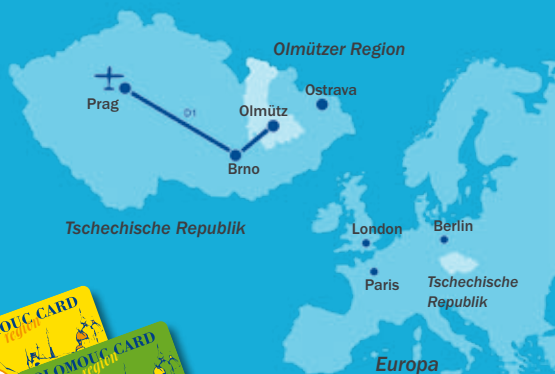 Olmützer Region
Ostrava
Prag
D1
Olmütz
Brno
Tschechische Republik
London
Berlin
Paris
Tschechische
Republik
Europa
OUC CARD
region
OLOMOUC CARD
region